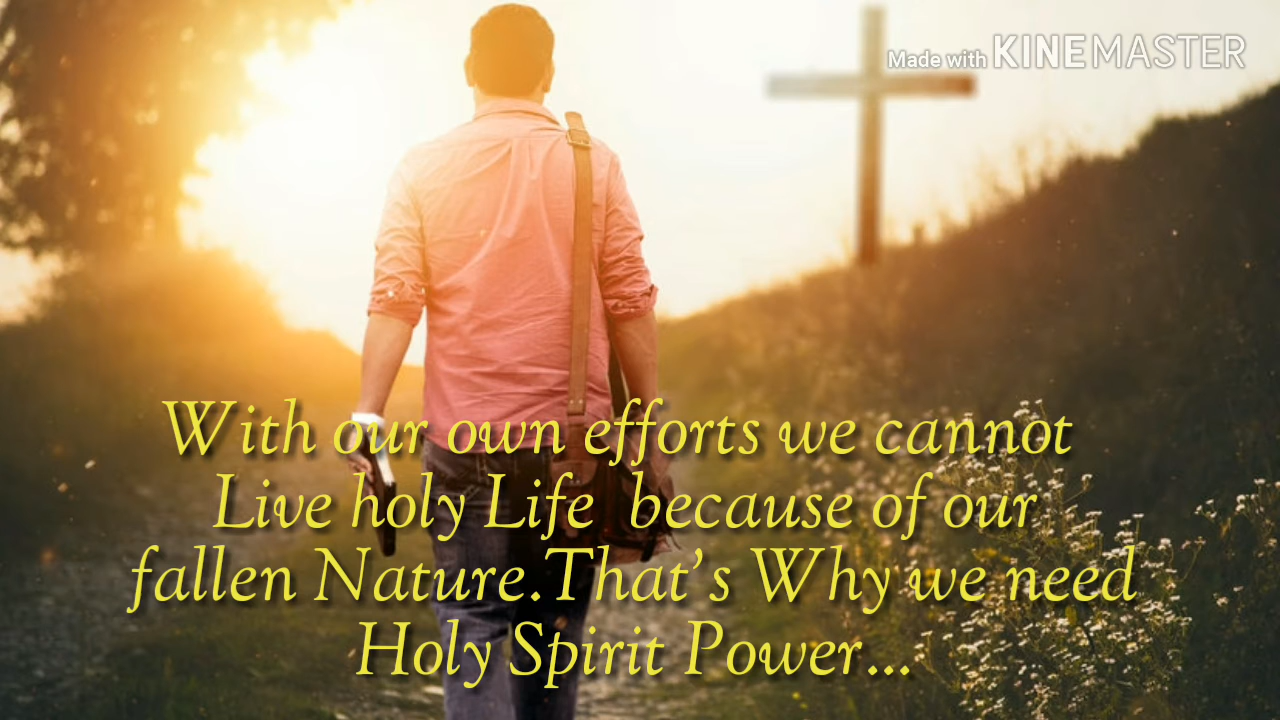 Made with KINEMASTER
With our own efforts we cannot
Live holy Life because of our
fallen Nature.That's Why we need
Holy Spirit Power...